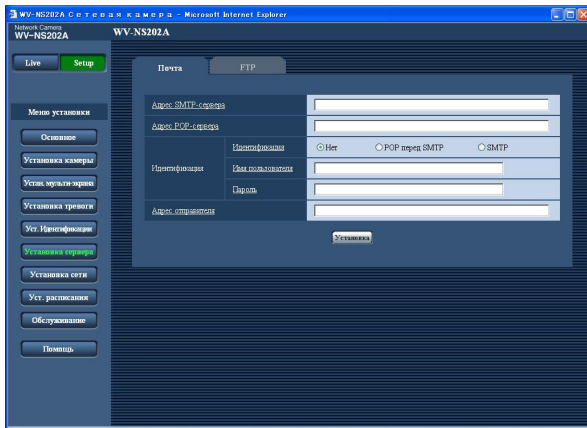 WV-NS202A Сетевая камера - Microsoft Internet Explorer
Network Camera
WV-NS202A
WV-NS202A
Live
Setup
Почта
FTP
Меню установки
Основное
Установка камеры
Устан. мульти-экрана
Установка тревоги
Уст. Идентификации
Установка сервера
Установка сети
Уст. расписания
Обслуживание
Помощь
Адрес SMTP-сервера
Адрес POP-сервера
Идентификация
Идентификация
Нет
POP перед SMTP
SMTP
Имя пользователя
Пароль
Адрес отправителя
Установка